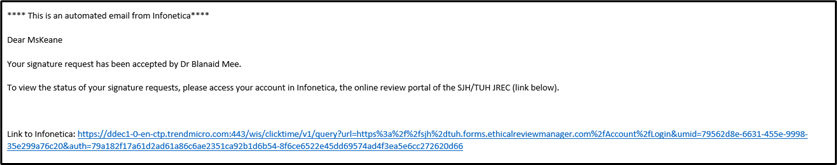 **** This is an automated email from Infonetica****
Dear MsKeane
Your signature request has been accepted by Dr Blanaid Mee.
To view the status of your signature requests, please access your account in Infonetica, the online review portal of the SJH/TUH JREC (link below).
Link to Infonetica: https://ddec1-0-en-ctp.trendmicro.com:443/wis/clicktime/v1/query?url=https%3a%2f%2fsjh%2dtuh.forms.ethicalreviewmanager.com%2fAccount%2fLogin&umid=79562d8e-6631-455e-9998-
35e299a76c20&auth=79a182f17a61d2ad61a86c6ae2351ca92b1d6b54-8f6ce6522e45dd69574ad4f3ea5e6cc272620d66